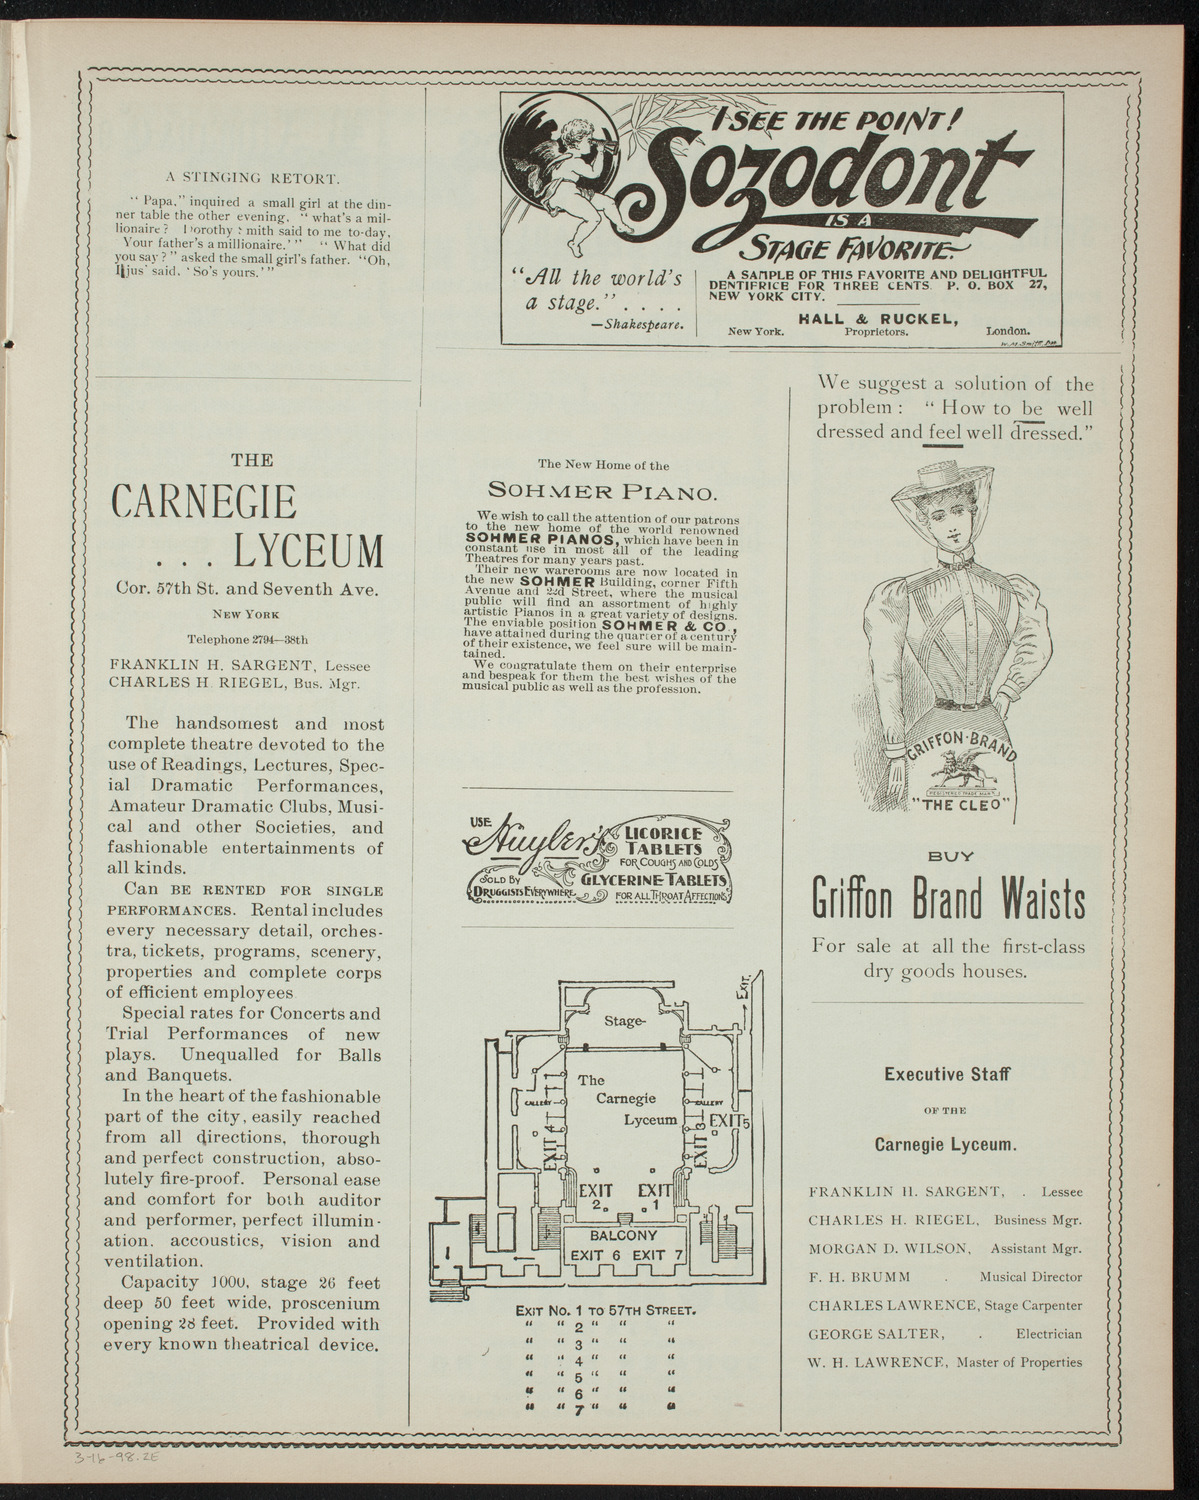 A STINGING RETORT.
“ Papa,” inquired a small girl at the din-
ner table the other evening, “ what's a mil-
lionaire ? Dorothy Smith said to me to-day,
Your father's a millionaire.' ” “ What did
you say ? ” asked the small girl's father. “Oh,
I jus' said, ‘ So's yours.' ”
I SEE THE POINT!
Sozodont
IS A
STAGE FAVORITE.
“All the world's
a stage.” . . . .
—Shakespeare.
A SAMPLE OF THIS FAVORITE AND DELIGHTFUL
DENTIFRICE FOR THREE CENTS. P. O. BOX 27,
NEW YORK CITY.
HALL & RUCKEL,
New York. Proprietors. London.
THE
CARNEGIE
. . . LYCEUM
Cor. 57th St. and Seventh Ave.
NEW YORK
Telephone 2794—38th
FRANKLIN H. SARGENT, Lessee
CHARLES H. RIEGEL, Bus. Mgr.
The handsomest and most
complete theatre devoted to the
use of Readings, Lectures, Spec-
ial Dramatic Performances,
Amateur Dramatic Clubs, Musi-
cal and other Societies, and
fashionable entertainments of
all kinds.
Can BE RENTED FOR SINGLE
PERFORMANCES. Rental includes
every necessary detail, orches-
tra, tickets, programs, scenery,
properties and complete corps
of efficient employees
Special rates for Concerts and
Trial Performances of new
plays. Unequalled for Balls
and Banquets.
In the heart of the fashionable
part of the city, easily reached
from all directions, thorough
and perfect construction, abso-
lutely fire-proof. Personal ease
and comfort for both auditor
and performer, perfect illumin-
ation, accoustics, vision and
ventilation.
Capacity 1000, stage 26 feet
deep 50 feet wide, proscenium
opening 28 feet. Provided with
every known theatrical device.
The New Home of the
SOHMER PIANO.
We wish to call the attention of our patrons
to the new home of the world renowned
SOHMER PIANOS, which have been in
constant use in most all of the leading
Theatres for many years past.
Their new warerooms are now located in
the new SOHMER Building, corner Fifth
Avenue and 22d Street, where the musical
public will find an assortment of highly
artistic Pianos in a great variety of designs.
The enviable position SOHMER & CO.,
have attained during the quarter of a century
of their existence, we feel sure will be main-
tained.
We congratulate them on their enterprise
and bespeak for them the best wishes of the
musical public as well as the profession.
USE
Huyler's
LICORICE
TABLETS
FOR COUGHS AND COLDS
SOLD BY
DRUGGISTS EVERYWHERE
GLYCERINE TABLETS
FOR ALL THROAT AFFECTIONS
EXIT.
Stage
The
Carnegie
Lyceum
GALLERY
GALLERY
EXIT 4
EXIT 3
EXIT 5
EXIT
2.
EXIT
1
BALCONY
EXIT 6 EXIT 7
EXIT NO. 1 TO 57TH STREET.
“ “ 2 “ “ “
“ “ 3 “ “ “
“ “ 4 “ “ “
“ “ 5 “ “ “
“ “ 6 “ “ “
“ “ 7 “ “ “
We suggest a solution of the
problem : “ How to be well
dressed and feel well dressed.”
GRIFFON-BRAND
REGISTERED TRADE MARK
“THE CLEO”
BUY
Griffon Brand Waists
For sale at all the first-class
dry goods houses.
Executive Staff
OF THE
Carnegie Lyceum.
FRANKLIN H. SARGENT, . Lessee
CHARLES H. RIEGEL, Business Mgr.
MORGAN D. WILSON, Assistant Mgr.
F. H. BRUMM . Musical Director
CHARLES LAWRENCE, Stage Carpenter
GEORGE SALTER, . Electrician
W. H. LAWRENCE, Master of Properties
3-16-98.2E